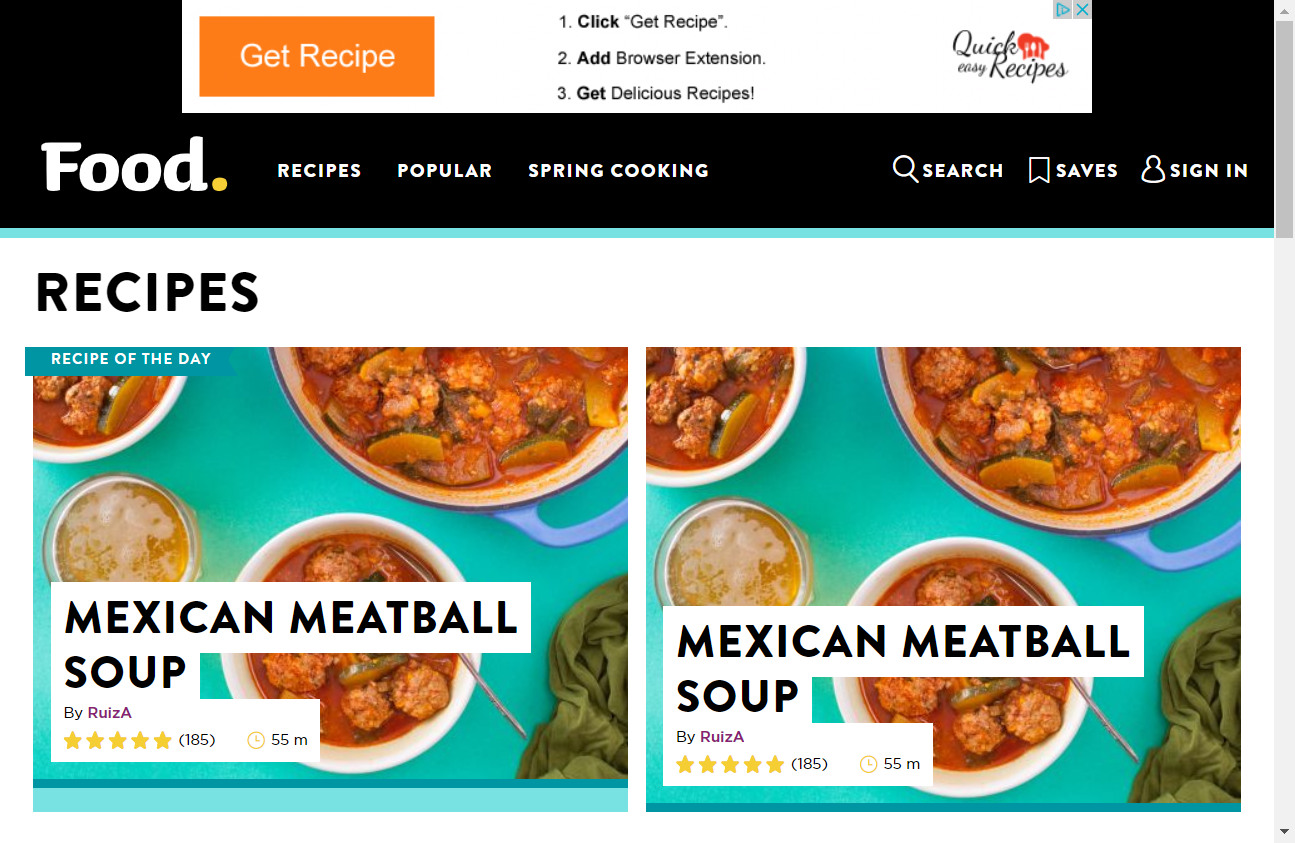 Get Recipe
1. Click “Get Recipe”.
2. Add Browser Extension.
3. Get Delicious Recipes!
Quick
easy Recipes
Food.
RECIPES
POPULAR
SPRING COOKING
SEARCH
SAVES
SIGN IN
RECIPES
RECIPE OF THE DAY
MEXICAN MEATBALL
SOUP
By RuizA
(185)
55 m
MEXICAN MEATBALL
SOUP
By RuizA
(185)
55 m